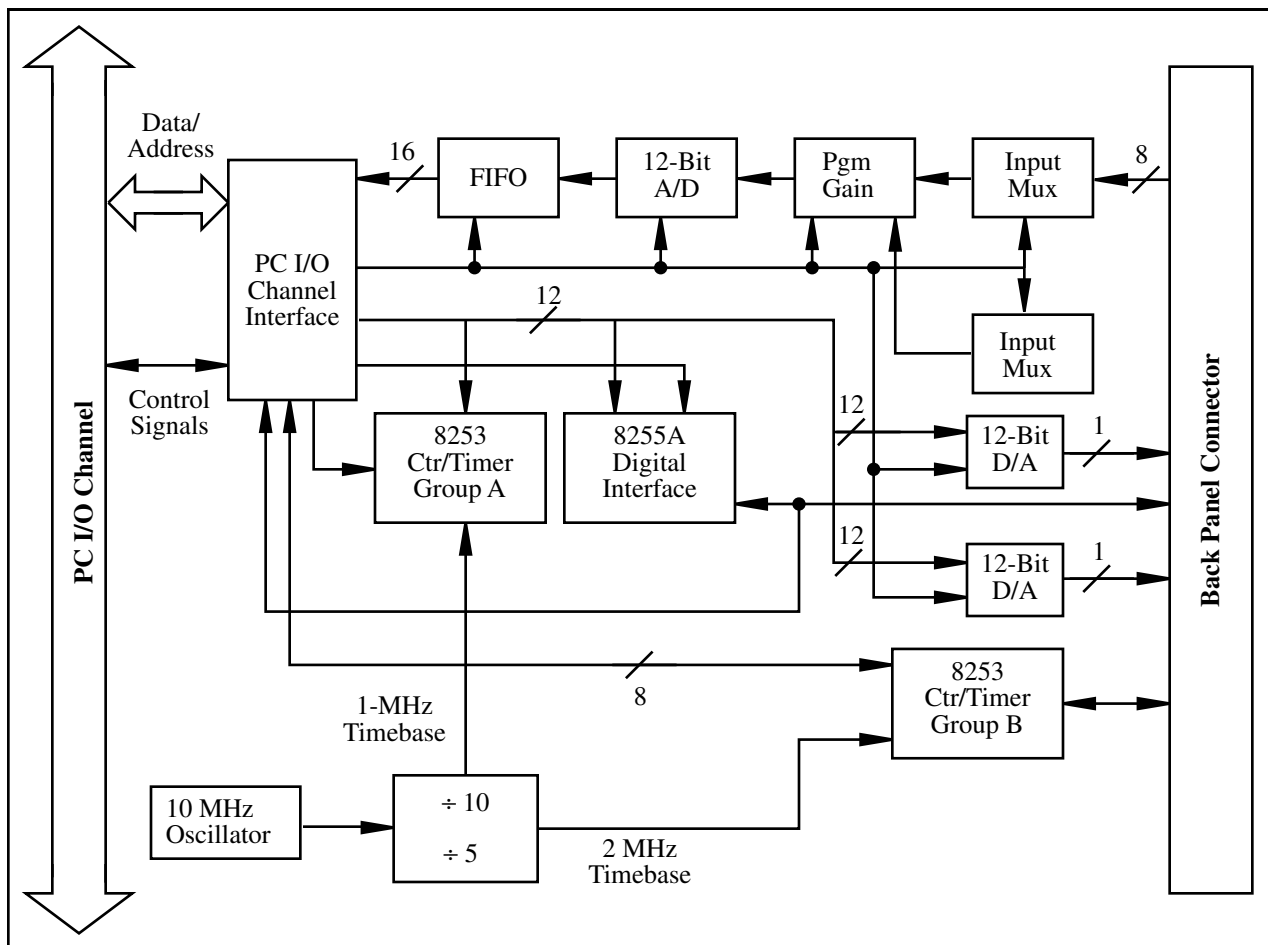 Data/
Address
16
FIFO
12-Bit
A/D
Pgm
Gain
Input
Mux
8
PC I/O
Channel
Interface
12
Input
Mux
Control
Signals
8253
Ctr/Timer
Group A
8255A
Digital
Interface
12
12-Bit
D/A
1
12
12-Bit
D/A
1
PC I/O Channel
Back Panel Connector
8
8253
Ctr/Timer
Group B
1-MHz
Timebase
10 MHz
Oscillator
÷ 10
÷ 5
2 MHz
Timebase